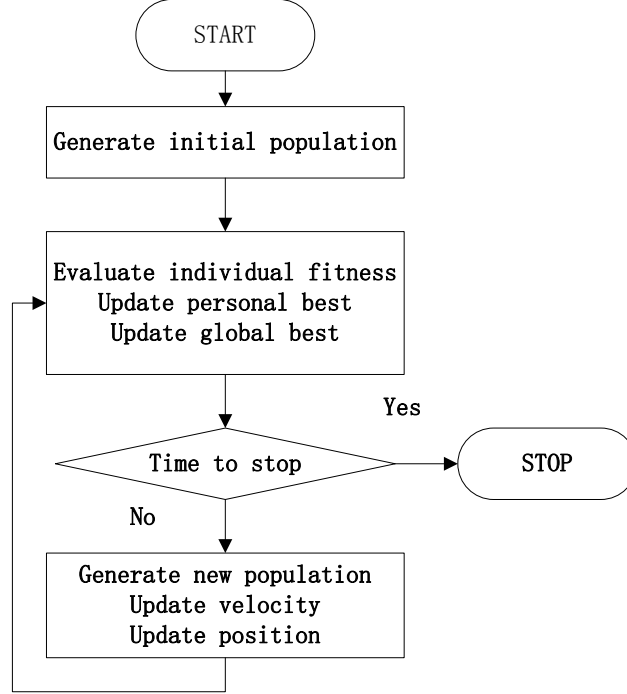 START
Generate initial population
Evaluate individual fitness
Update personal best
Update global best
Yes
Time to stop
STOP
No
Generate new population
Update velocity
Update position